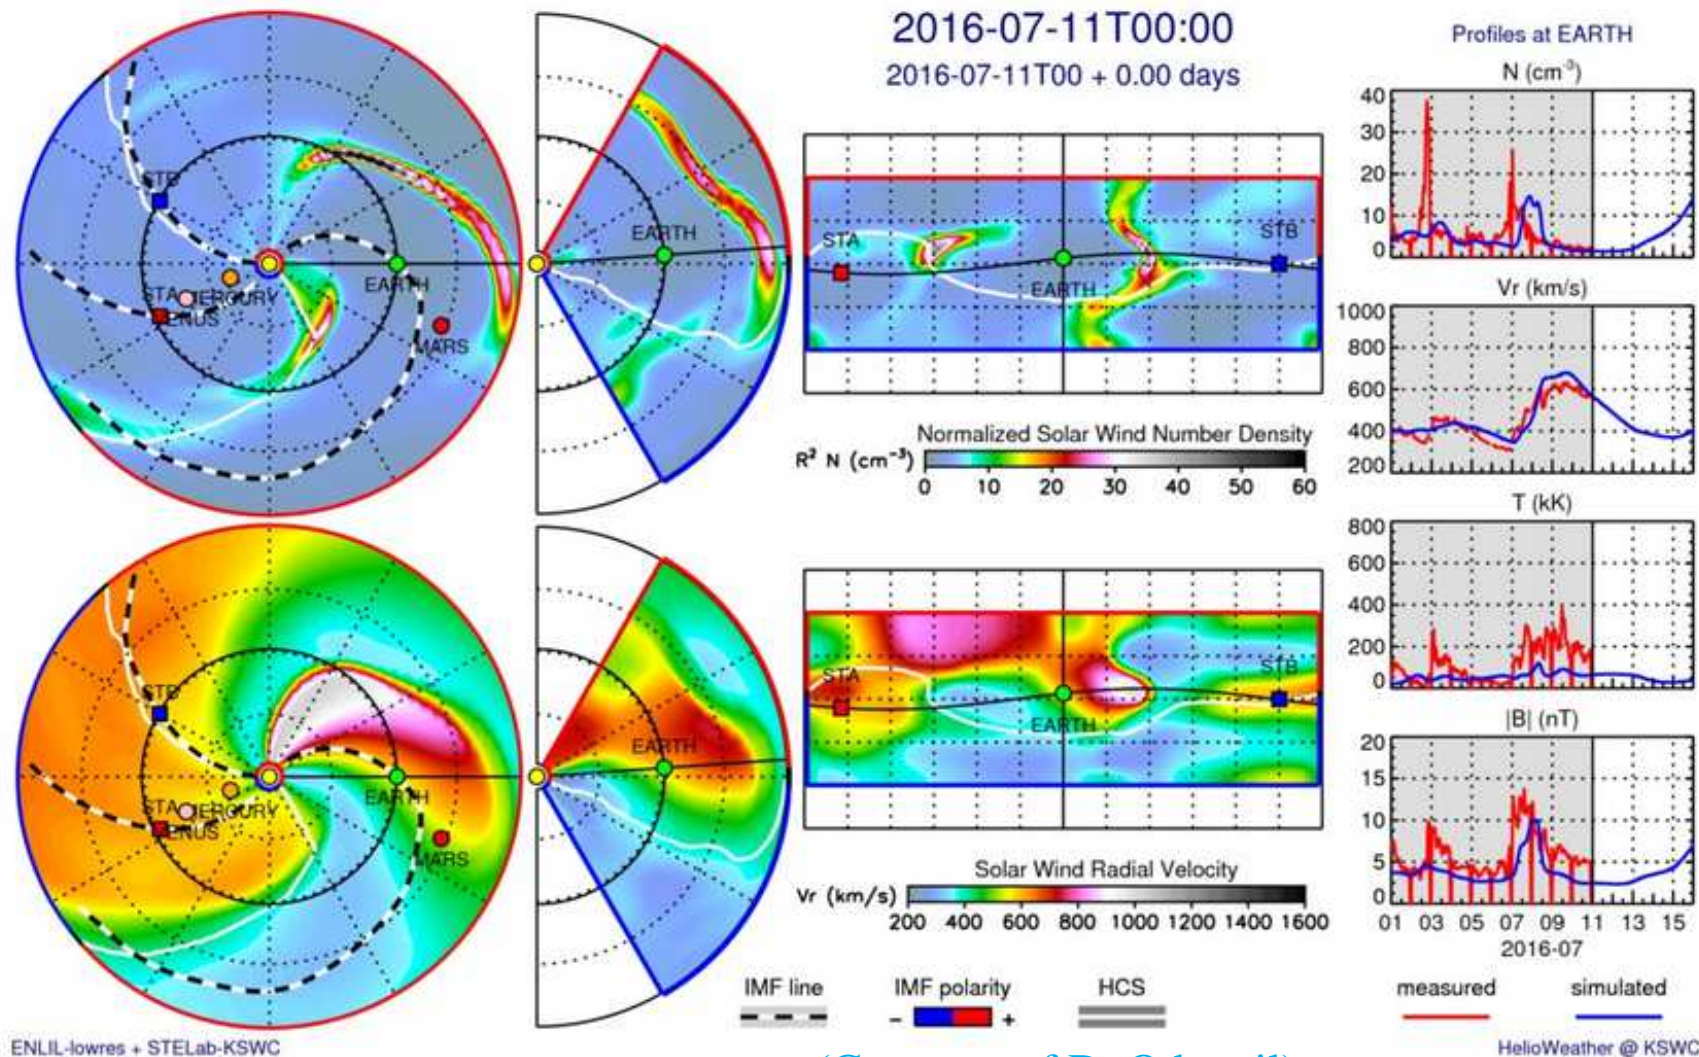 2016-07-11T00:00
2016-07-11T00 + 0.00 days
STB
EARTH
STA
MERCURY
VENUS
MARS
EARTH
STA
STB
EARTH
Normalized Solar Wind Number Density
R² N (cm⁻³)
0 10 20 30 40 50 60
STB
EARTH
STA
MERCURY
VENUS
MARS
EARTH
STA
STB
EARTH
Solar Wind Radial Velocity
Vr (km/s)
200 400 600 800 1000 1200 1400 1600
IMF line
IMF polarity
- +
HCS
Profiles at EARTH
N (cm⁻³)
40
30
20
10
0
Vr (km/s)
1000
800
600
400
200
T (kK)
800
600
400
200
0
|B| (nT)
20
15
10
5
0
01 03 05 07 09 11 13 15
2016-07
measured simulated
ENLIL-lowres + STELab-KSWC
HelioWeather @ KSWC